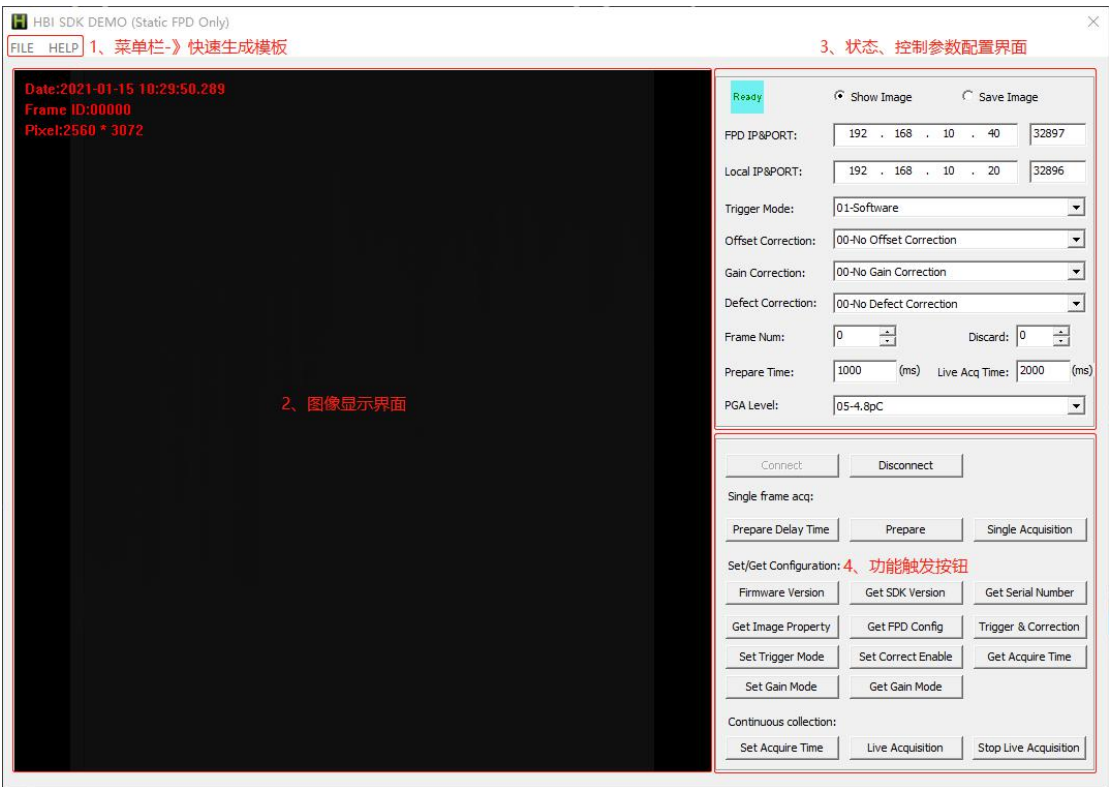 HBI SDK DEMO (Static FPD Only)
FILE HELP 1、菜单栏-》快速生成模板
3、状态、控制参数配置界面
Date:2021-01-15 10:29:50.289
Frame ID:00000
Pixel:2560 * 3072
2、图像显示界面
Ready Show Image Save Image
FPD IP&PORT: 192 . 168 . 10 . 40 32897
Local IP&PORT: 192 . 168 . 10 . 20 32896
Trigger Mode: 01-Software
Offset Correction: 00-No Offset Correction
Gain Correction: 00-No Gain Correction
Defect Correction: 00-No Defect Correction
Frame Num: 0 Discard: 0
Prepare Time: 1000 (ms) Live Acq Time: 2000 (ms)
PGA Level: 05-4.8pC
Connect Disconnect
Single frame acq:
Prepare Delay Time Prepare Single Acquisition
Set/Get Configuration: 4、功能触发按钮
Firmware Version Get SDK Version Get Serial Number
Get Image Property Get FPD Config Trigger & Correction
Set Trigger Mode Set Correct Enable Get Acquire Time
Set Gain Mode Get Gain Mode
Continuous collection:
Set Acquire Time Live Acquisition Stop Live Acquisition